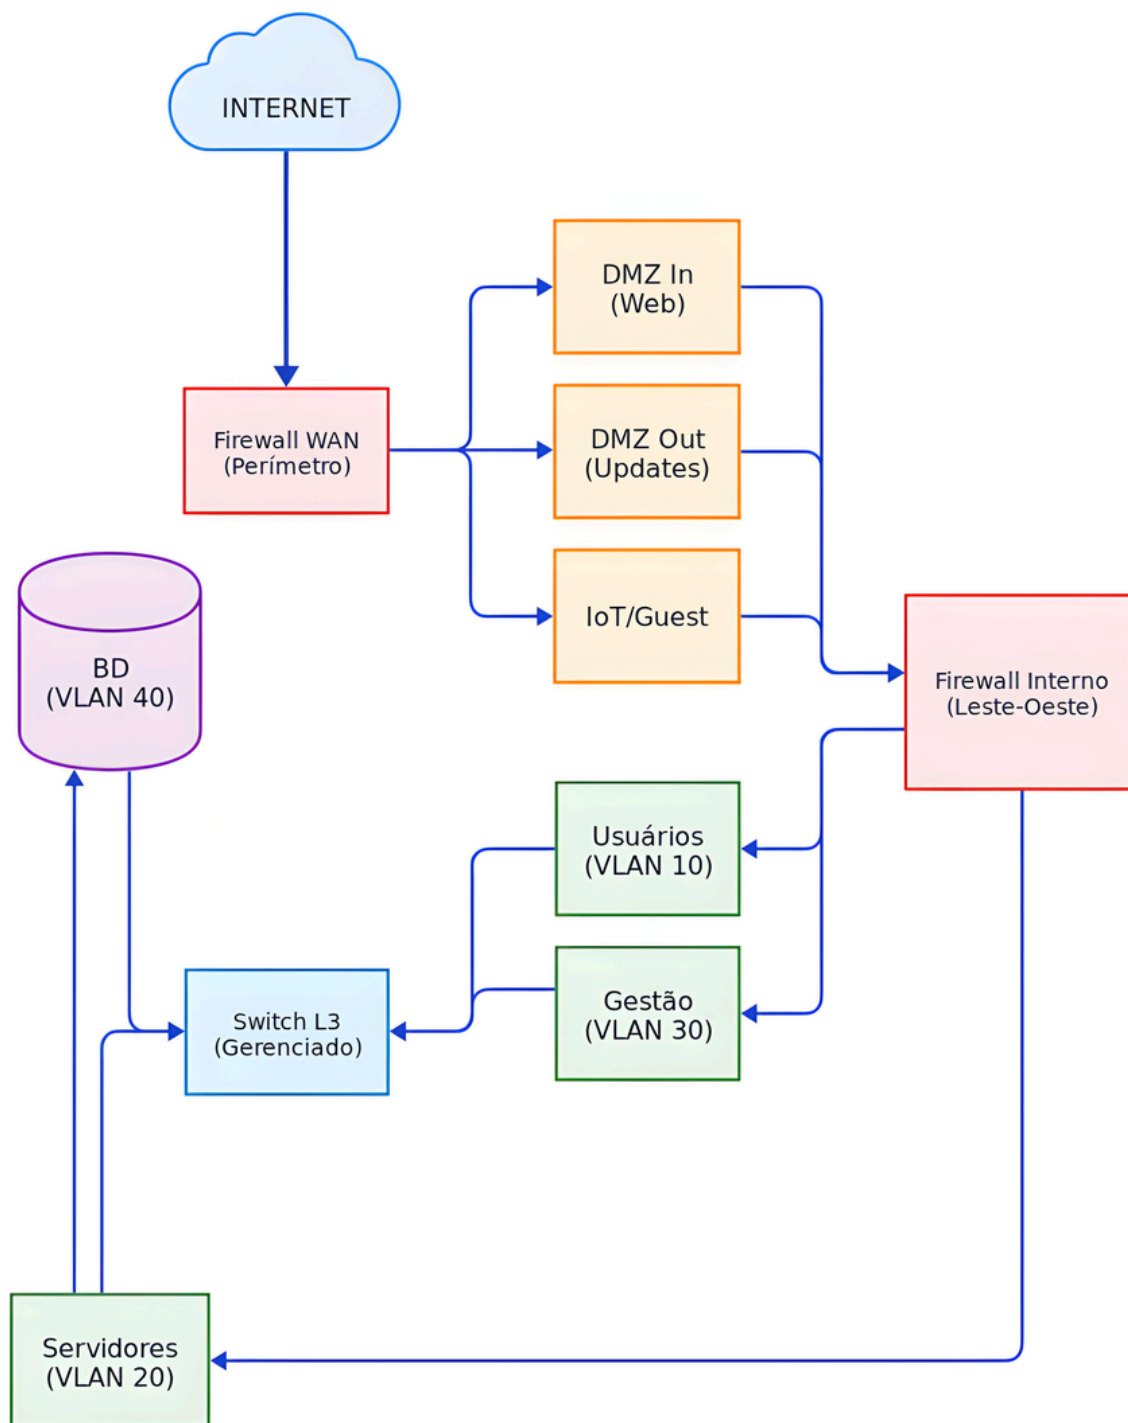 INTERNET
DMZ In
(Web)
Firewall WAN
(Perímetro)
DMZ Out
(Updates)
IoT/Guest
BD
(VLAN 40)
Firewall Interno
(Leste-Oeste)
Usuários
(VLAN 10)
Switch L3
(Gerenciado)
Gestão
(VLAN 30)
Servidores
(VLAN 20)